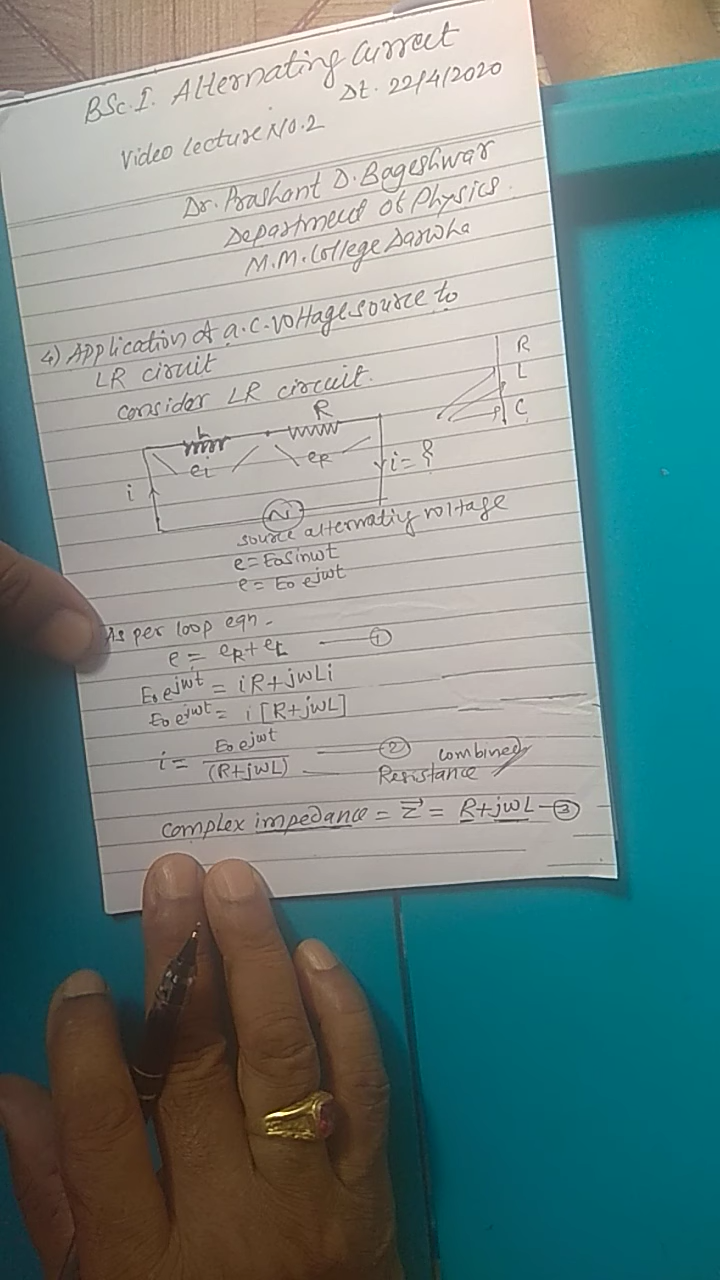 BSc.I. Alternating Current
Dt. 22/4/2020
Video Lecture No.2
Dr. Prashant D. Bageshwar
Department of Physics.
M.M. College Darwha
4) Application of a.c. voltage source to
LR ciruit
consider LR circuit.
R
L
C
L
R
ei
eR
i
i = ?
source alternatiy voltage
e = E0 sinωt
e = E0 ejωt
As per loop eqn -
e = eR + eL — ①
E0 ejωt = iR + jωLi
E0 ejωt = i [R+jωL]
i = E0 ejωt / (R+jωL) — ②
combined
Resistance
complex impedance = Z⃗ = R+jωL — ③